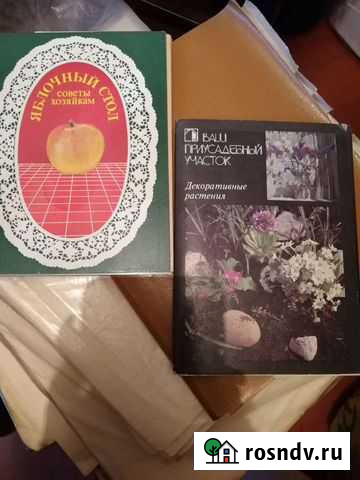 ЯБЛОЧНЫЙ СТОЛ
СОВЕТЫ
ХОЗЯЙКАМ
ВАШ
ПРИУСАДЕБНЫЙ
УЧАСТОК
Декоративные
растения
rosndv.ru